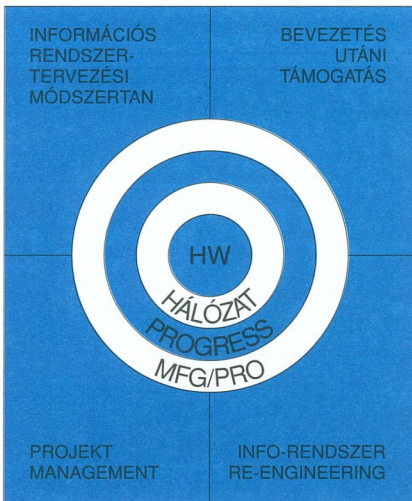 INFORMÁCIÓS
RENDSZER-
TERVEZÉSI
MÓDSZERTAN
BEVEZETÉS
UTÁNI
TÁMOGATÁS
HW
HÁLÓZAT
PROGRESS
MFG/PRO
PROJEKT
MANAGEMENT
INFO-RENDSZER
RE-ENGINEERING